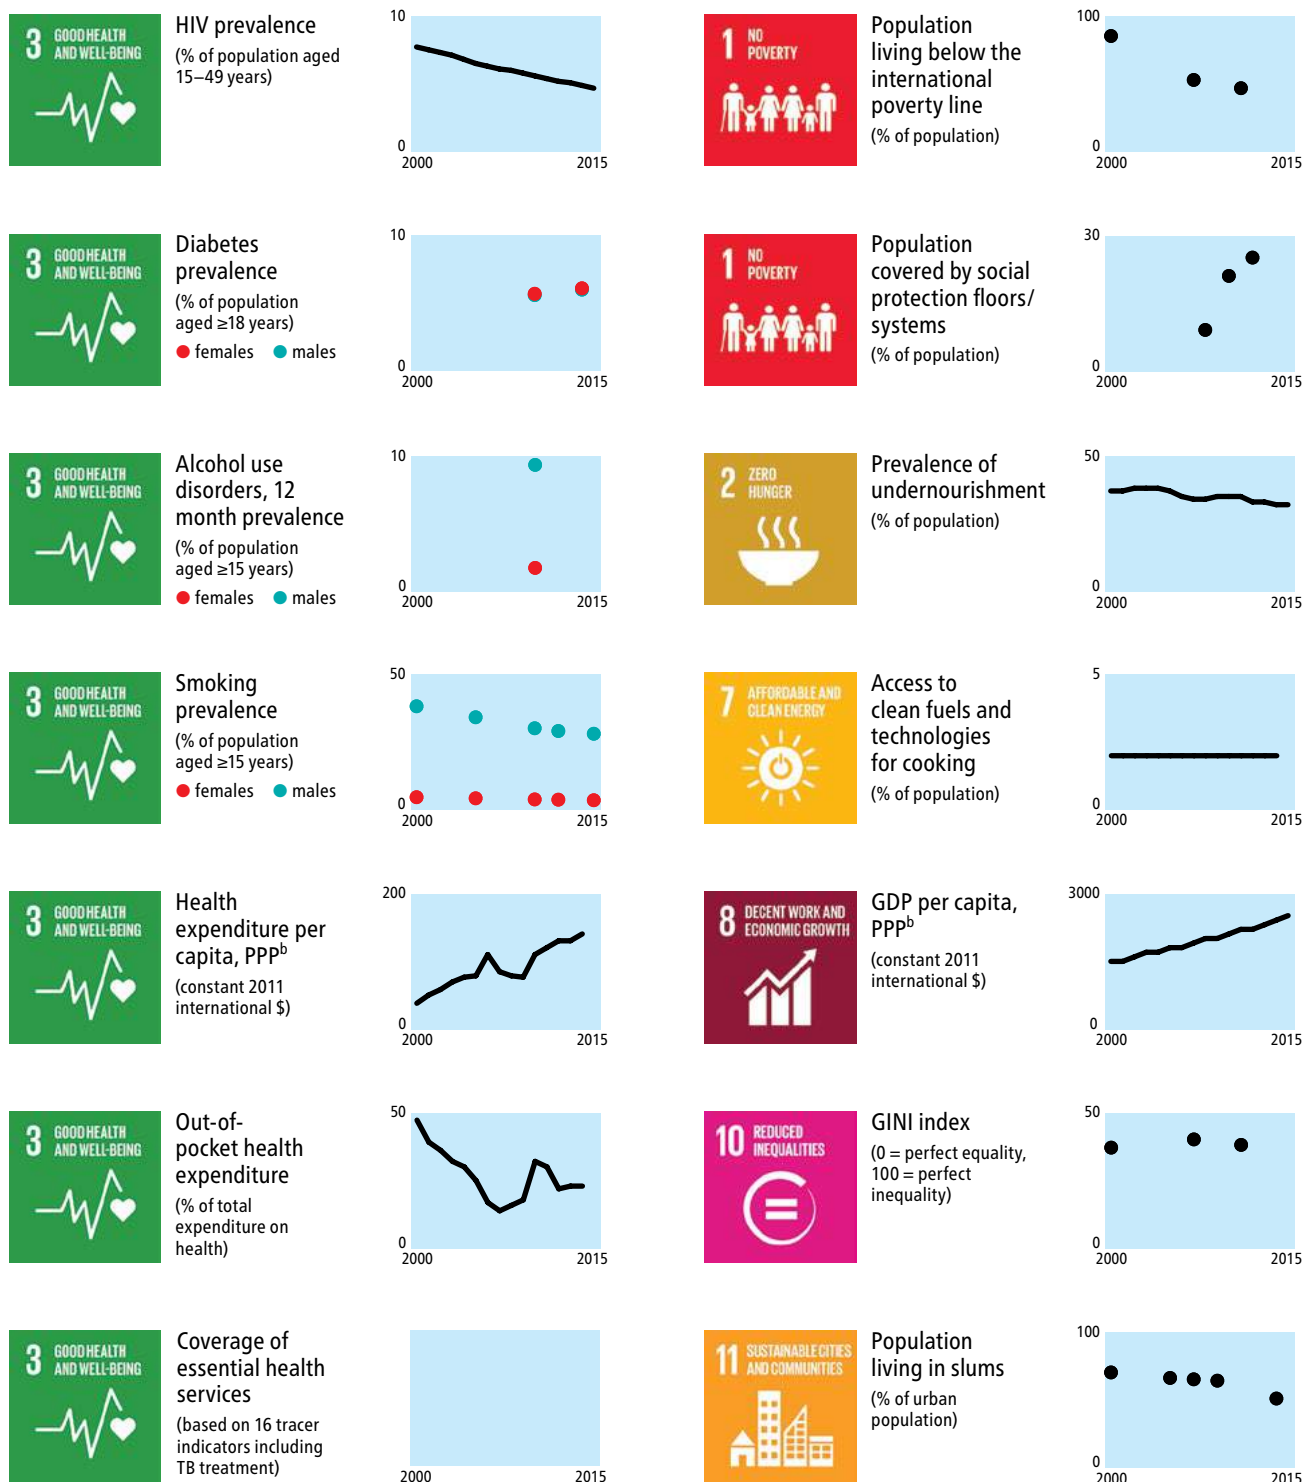 3 GOOD HEALTH
AND WELL-BEING
HIV prevalence
(% of population aged
15–49 years)
10
0
2000 2015
3 GOOD HEALTH
AND WELL-BEING
Diabetes
prevalence
(% of population
aged ≥18 years)
females males
10
0
2000 2015
3 GOOD HEALTH
AND WELL-BEING
Alcohol use
disorders, 12
month prevalence
(% of population
aged ≥15 years)
females males
10
0
2000 2015
3 GOOD HEALTH
AND WELL-BEING
Smoking
prevalence
(% of population
aged ≥15 years)
females males
50
0
2000 2015
3 GOOD HEALTH
AND WELL-BEING
Health
expenditure per
capita, PPPb
(constant 2011
international $)
200
0
2000 2015
3 GOOD HEALTH
AND WELL-BEING
Out-of-
pocket health
expenditure
(% of total
expenditure on
health)
50
0
2000 2015
3 GOOD HEALTH
AND WELL-BEING
Coverage of
essential health
services
(based on 16 tracer
indicators including
TB treatment)
2000 2015
1 NO
POVERTY
Population
living below the
international
poverty line
(% of population)
100
0
2000 2015
1 NO
POVERTY
Population
covered by social
protection floors/
systems
(% of population)
30
0
2000 2015
2 ZERO
HUNGER
Prevalence of
undernourishment
(% of population)
50
0
2000 2015
7 AFFORDABLE AND
CLEAN ENERGY
Access to
clean fuels and
technologies
for cooking
(% of population)
5
0
2000 2015
8 DECENT WORK AND
ECONOMIC GROWTH
GDP per capita,
PPPb
(constant 2011
international $)
3000
0
2000 2015
10 REDUCED
INEQUALITIES
GINI index
(0 = perfect equality,
100 = perfect
inequality)
50
0
2000 2015
11 SUSTAINABLE CITIES
AND COMMUNITIES
Population
living in slums
(% of urban
population)
100
0
2000 2015